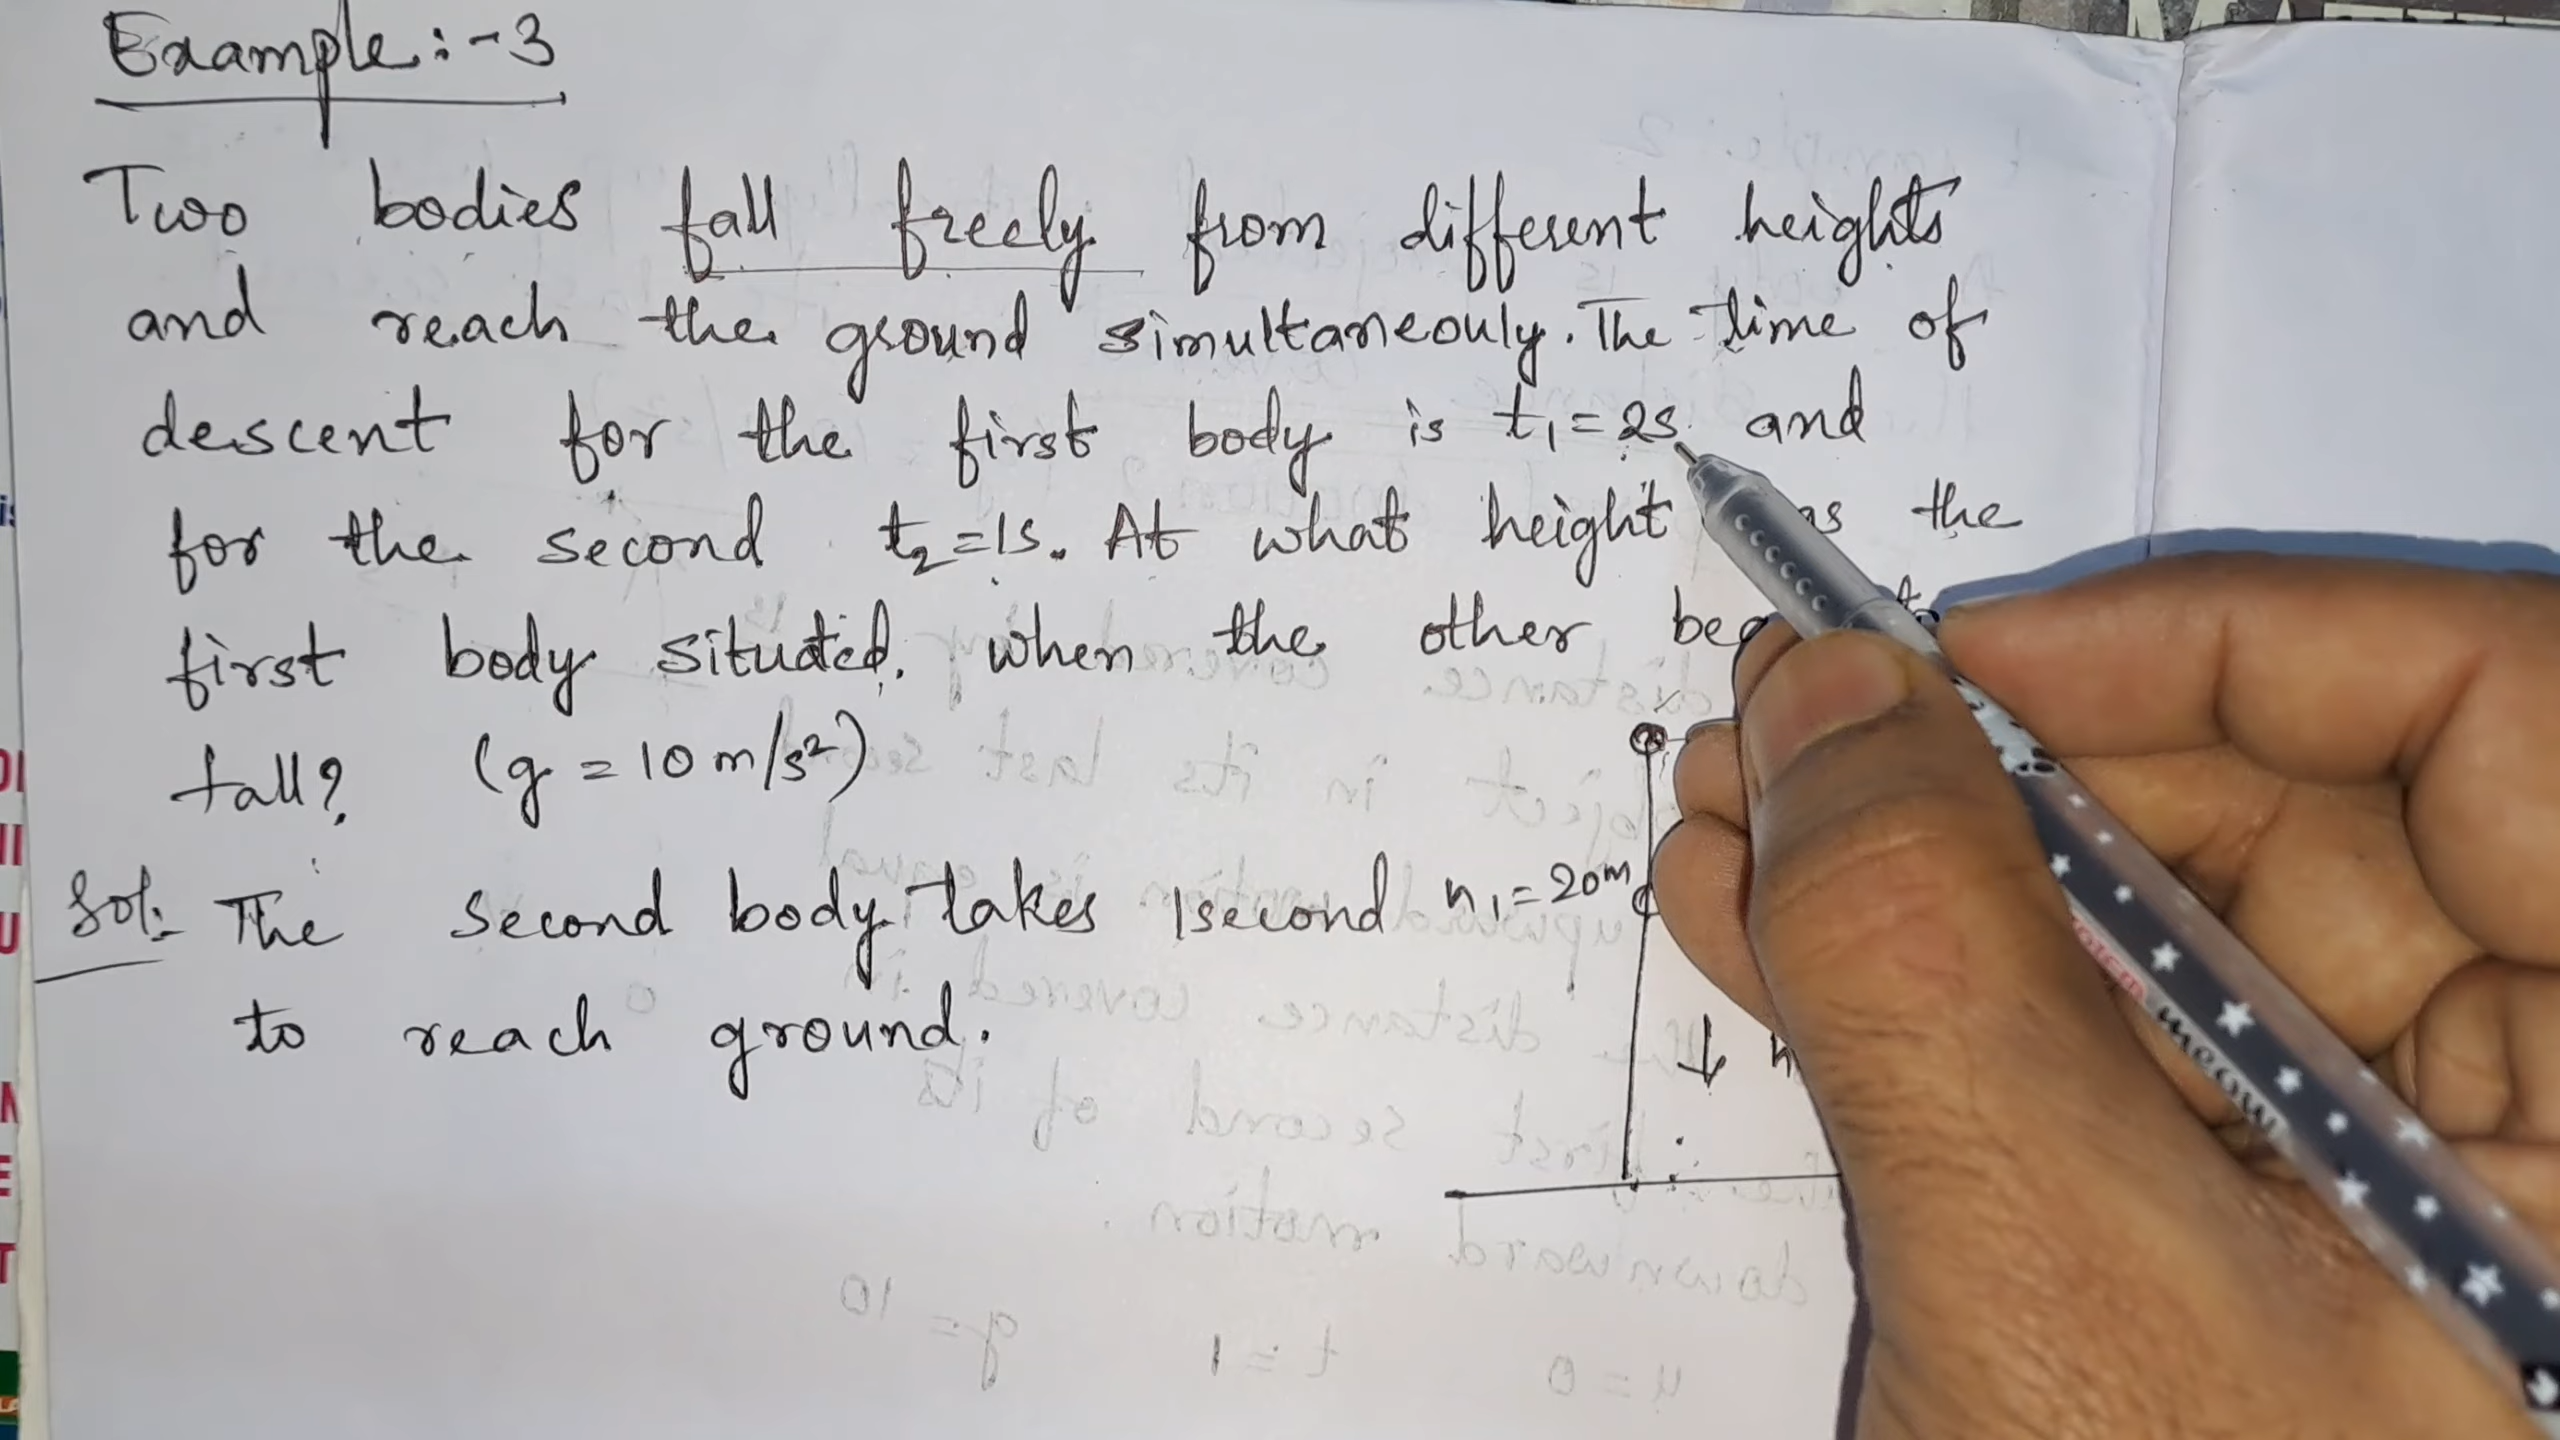 Example:-3
Two bodies fall freely from different heights
and reach the ground simultaneouly. The time of
descent for the first body is t₁=2s and
for the second t₂=1s. At what height the
first body situated, when the other to
fall? (g = 10 m/s²)
Sol: The second body takes 1second
to reach ground.
h₁=20m